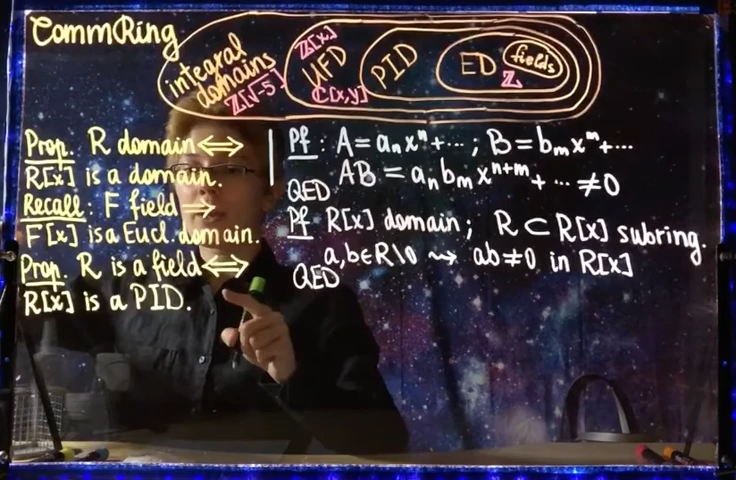 CommRing
integral domains
ℤ[√-5]
ℤ[x]
UFD
ℂ[x,y]
PID
ED
fields
ℤ
Prop. R domain ⟺
R[x] is a domain.
Recall: F field ⇒
F[x] is a Eucl. domain.
Prop. R is a field ⟺
R[x] is a PID.
Pf: A = aₙxⁿ+⋯; B = bₘxᵐ+⋯
AB = aₙbₘxⁿ⁺ᵐ+⋯ ≠0
QED
Pf R[x] domain; R ⊂ R[x] subring.
a,b∈R\0 ⇝ ab≠0 in R[x]
QED